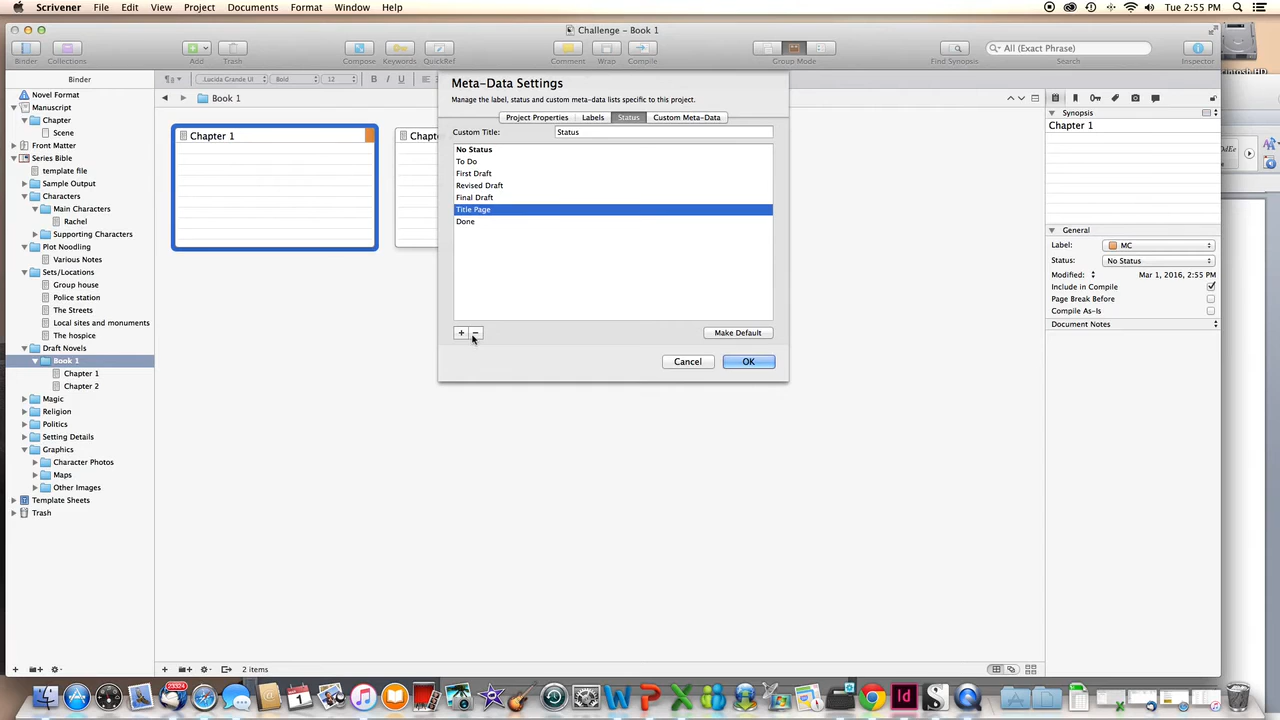 Scrivener File Edit View Project Documents Format Window Help Tue 2:55 PM
Challenge – Book 1
Binder Collections Add Trash Compose Keywords QuickRef Comment Wrap Compile Group Mode Find Synopsis All (Exact Phrase) Search Inspector
Binder
Lucida Grande UI Bold 12 B I U
Novel Format
Manuscript
Chapter
Scene
Front Matter
Series Bible
template file
Sample Output
Characters
Main Characters
Rachel
Supporting Characters
Plot Noodling
Various Notes
Sets/Locations
Group house
Police station
The Streets
Local sites and monuments
The hospice
Draft Novels
Book 1
Chapter 1
Chapter 2
Magic
Religion
Politics
Setting Details
Graphics
Character Photos
Maps
Other Images
Template Sheets
Trash
Book 1
Chapter 1
Chap
2 items
Meta-Data Settings
Manage the label, status and custom meta-data lists specific to this project.
Project Properties Labels Status Custom Meta-Data
Custom Title: Status
No Status
To Do
First Draft
Revised Draft
Final Draft
Title Page
Done
+ – Make Default
Cancel OK
Synopsis
Chapter 1
General
Label: MC
Status: No Status
Modified: Mar 1, 2016, 2:55 PM
Include in Compile
Page Break Before
Compile As-Is
Document Notes
23324